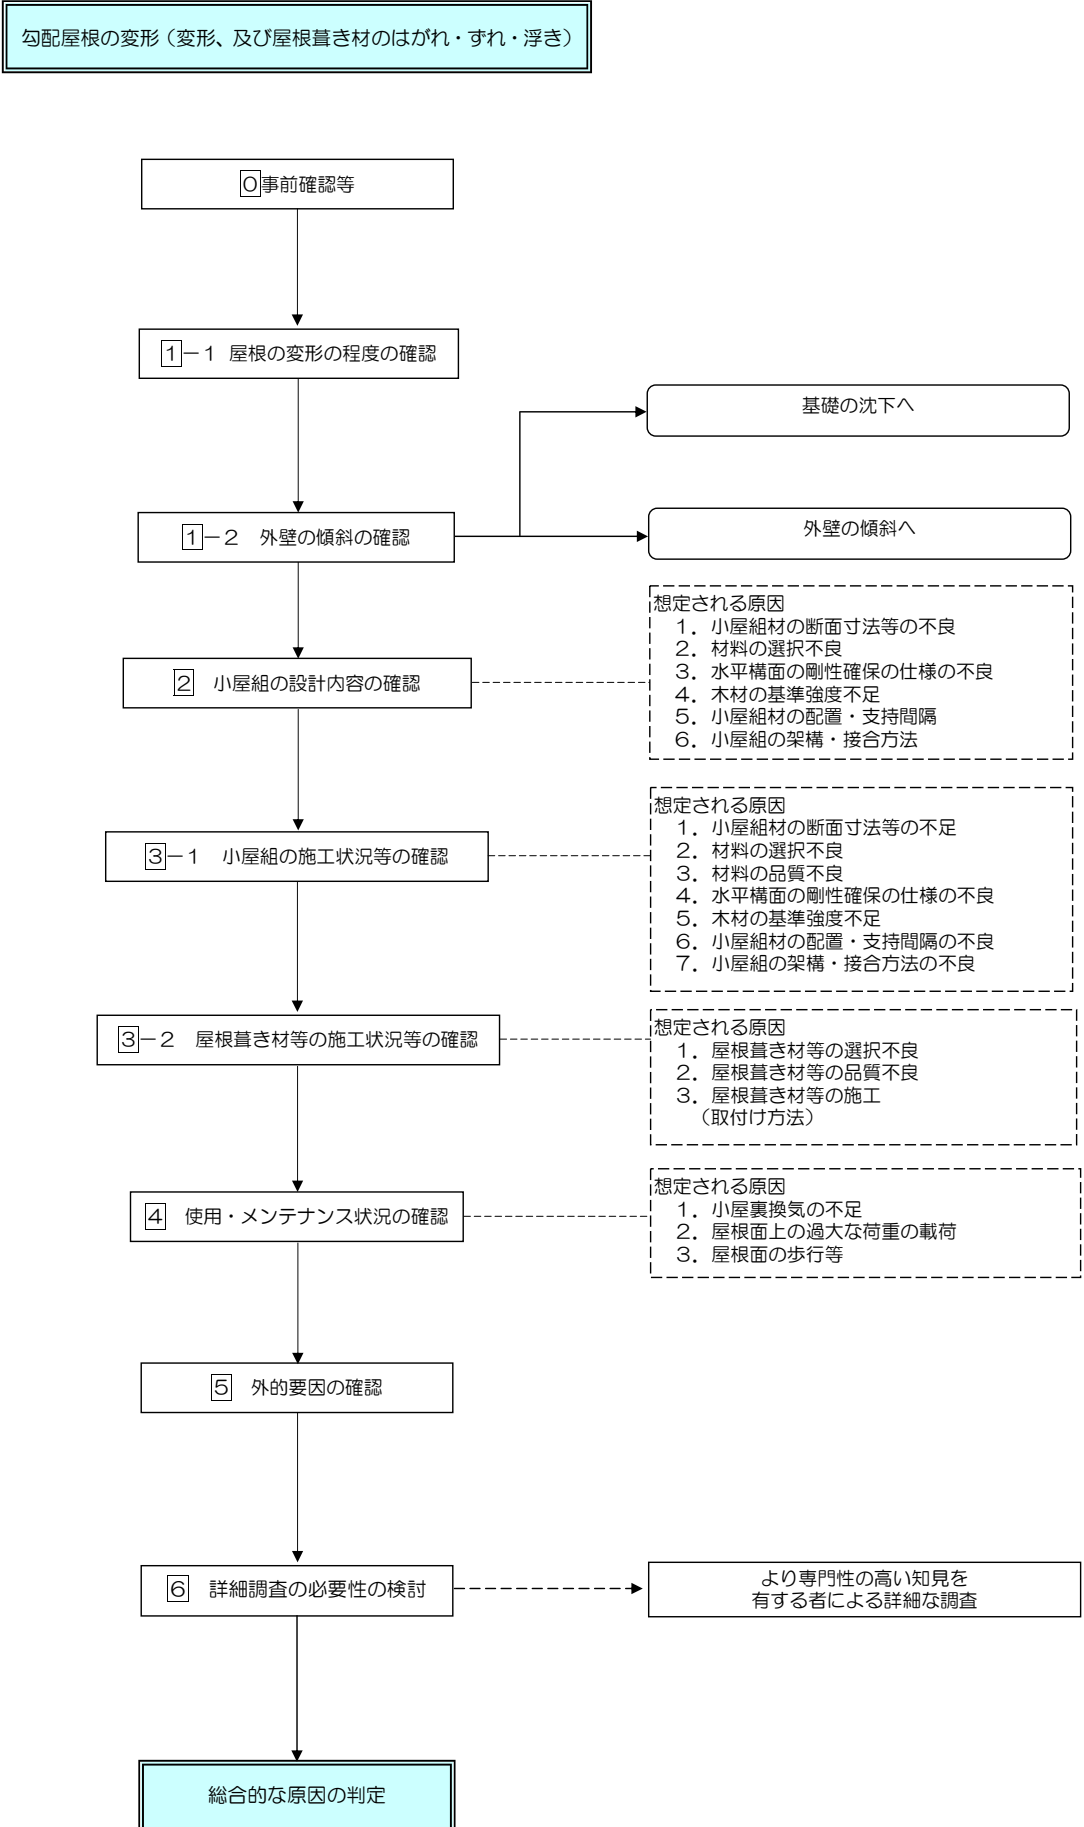 勾配屋根の変形（変形、及び屋根葺き材のはがれ・ずれ・浮き）
０事前確認等
１－１ 屋根の変形の程度の確認
基礎の沈下へ
１－２　外壁の傾斜の確認
外壁の傾斜へ
２　小屋組の設計内容の確認
想定される原因
１．小屋組材の断面寸法等の不良
２．材料の選択不良
３．水平構面の剛性確保の仕様の不良
４．木材の基準強度不足
５．小屋組材の配置・支持間隔
６．小屋組の架構・接合方法
３－１　小屋組の施工状況等の確認
想定される原因
１．小屋組材の断面寸法等の不足
２．材料の選択不良
３．材料の品質不良
４．水平構面の剛性確保の仕様の不良
５．木材の基準強度不足
６．小屋組材の配置・支持間隔の不良
７．小屋組の架構・接合方法の不良
３－２　屋根葺き材等の施工状況等の確認
想定される原因
１．屋根葺き材等の選択不良
２．屋根葺き材等の品質不良
３．屋根葺き材等の施工
（取付け方法）
４　使用・メンテナンス状況の確認
想定される原因
１．小屋裏換気の不足
２．屋根面上の過大な荷重の載荷
３．屋根面の歩行等
５　外的要因の確認
６　詳細調査の必要性の検討
より専門性の高い知見を
有する者による詳細な調査
総合的な原因の判定